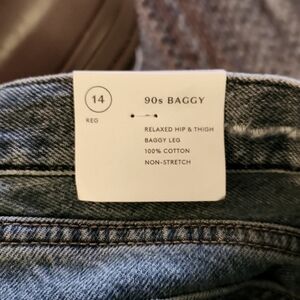 14
REG
90s BAGGY
RELAXED HIP & THIGH
BAGGY LEG
100% COTTON
NON-STRETCH